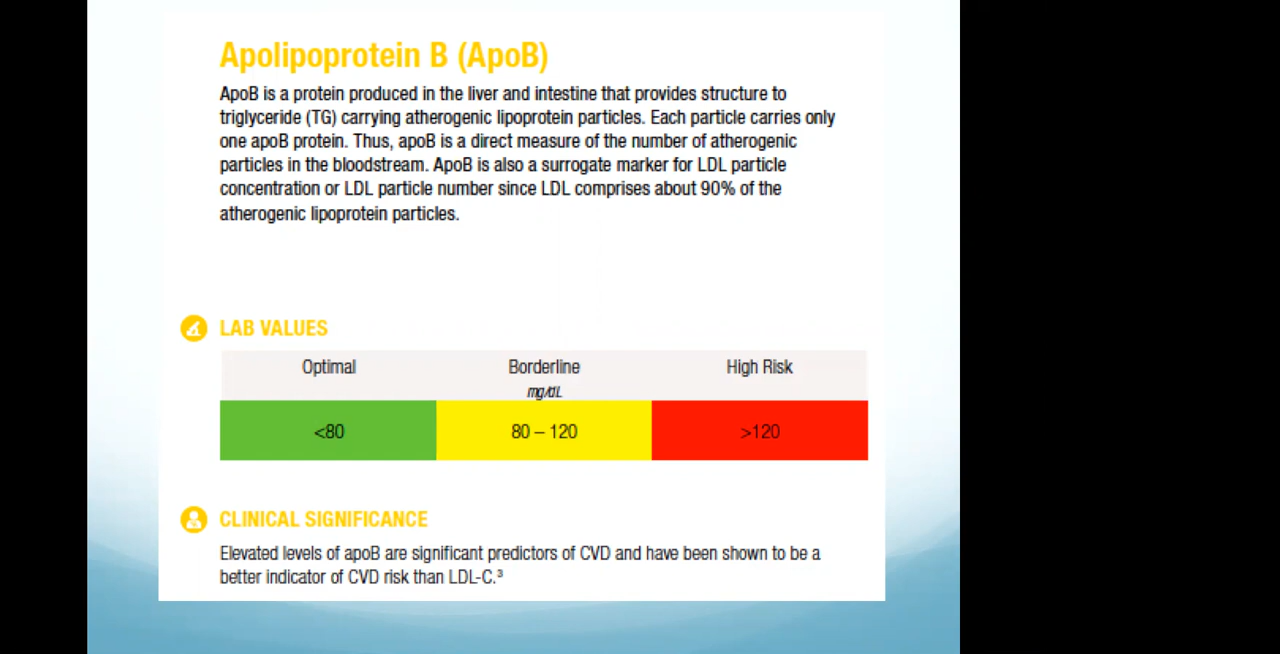 Apolipoprotein B (ApoB)
ApoB is a protein produced in the liver and intestine that provides structure to
triglyceride (TG) carrying atherogenic lipoprotein particles. Each particle carries only
one apoB protein. Thus, apoB is a direct measure of the number of atherogenic
particles in the bloodstream. ApoB is also a surrogate marker for LDL particle
concentration or LDL particle number since LDL comprises about 90% of the
atherogenic lipoprotein particles.
LAB VALUES
Optimal Borderline High Risk
mg/dL
<80 80 – 120 >120
CLINICAL SIGNIFICANCE
Elevated levels of apoB are significant predictors of CVD and have been shown to be a
better indicator of CVD risk than LDL-C.³